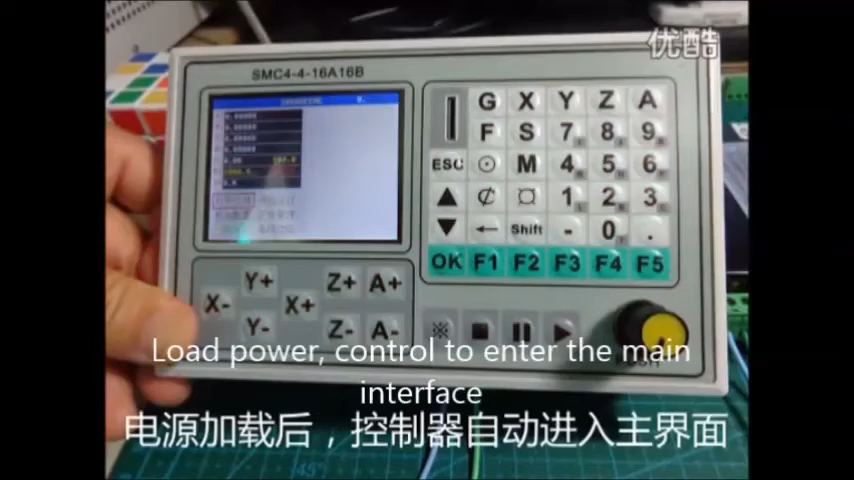 优酷
SMC4-4-16A16B
G X Y Z A
F S 7 8 9
ESC M 4 5 6
1 2 3
Shift - 0 .
OK F1 F2 F3 F4 F5
Y+ Z+ A+
X- X+
Y- Z- A-
Load power, control to enter the main
interface
电源加载后，控制器自动进入主界面